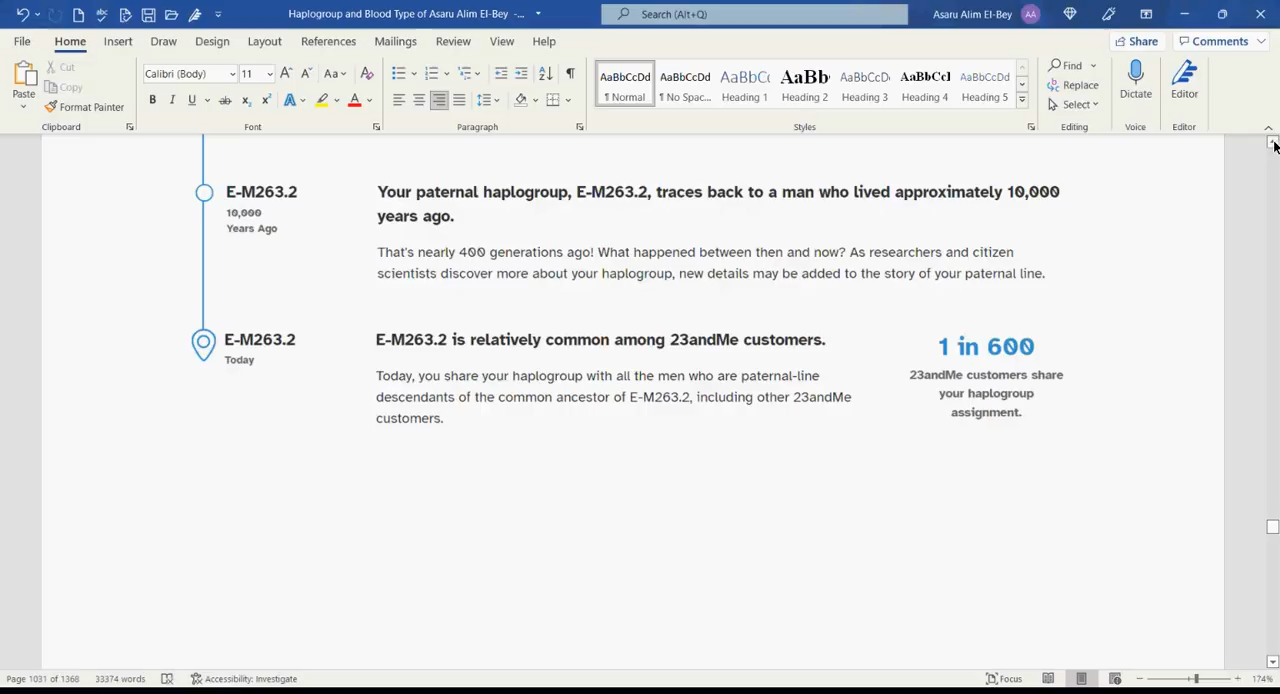 Haplogroup and Blood Type of Asaru Alim El-Bey -...
Search (Alt+Q)
Asaru Alim El-Bey
AA
File Home Insert Draw Design Layout References Mailings Review View Help
Share
Comments
Paste
Cut
Copy
Format Painter
Clipboard
Calibri (Body)
11
Font
Paragraph
AaBbCcDd AaBbCcDd AaBbC( AaBb AaBbCcDd AaBbCcl AaBbCcDd
¶ Normal ¶ No Spac... Heading 1 Heading 2 Heading 3 Heading 4 Heading 5
Styles
Find
Replace
Select
Editing
Dictate
Voice
Editor
Editor
E-M263.2
10,000
Years Ago
Your paternal haplogroup, E-M263.2, traces back to a man who lived approximately 10,000
years ago.
That's nearly 400 generations ago! What happened between then and now? As researchers and citizen
scientists discover more about your haplogroup, new details may be added to the story of your paternal line.
E-M263.2
Today
E-M263.2 is relatively common among 23andMe customers.
Today, you share your haplogroup with all the men who are paternal-line
descendants of the common ancestor of E-M263.2, including other 23andMe
customers.
1 in 600
23andMe customers share
your haplogroup
assignment.
Page 1031 of 1368
33374 words
Accessibility: Investigate
Focus
174%